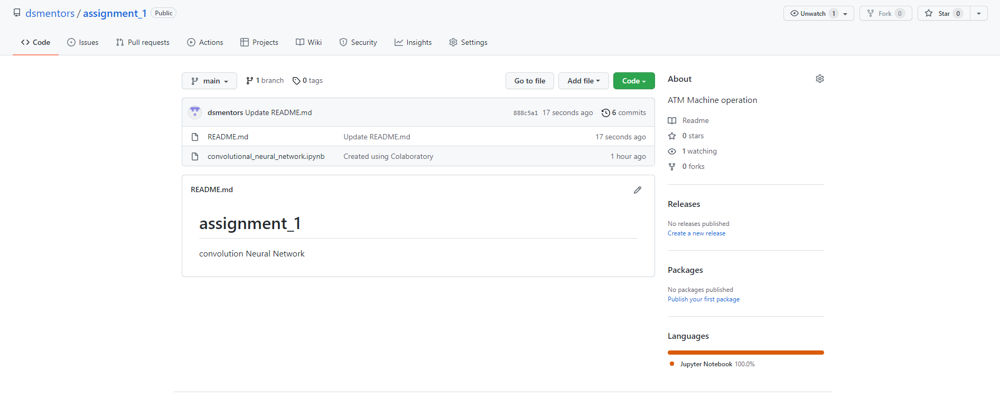 dsmentors / assignment_1 Public
Unwatch 1 Fork 0 Star 0
Code Issues Pull requests Actions Projects Wiki Security Insights Settings
main 1 branch 0 tags Go to file Add file Code
dsmentors Update README.md 888c5a1 17 seconds ago 6 commits
README.md Update README.md 17 seconds ago
convolutional_neural_network.ipynb Created using Colaboratory 1 hour ago
README.md
assignment_1
convolution Neural Network
About
ATM Machine operation
Readme
0 stars
1 watching
0 forks
Releases
No releases published
Create a new release
Packages
No packages published
Publish your first package
Languages
Jupyter Notebook 100.0%